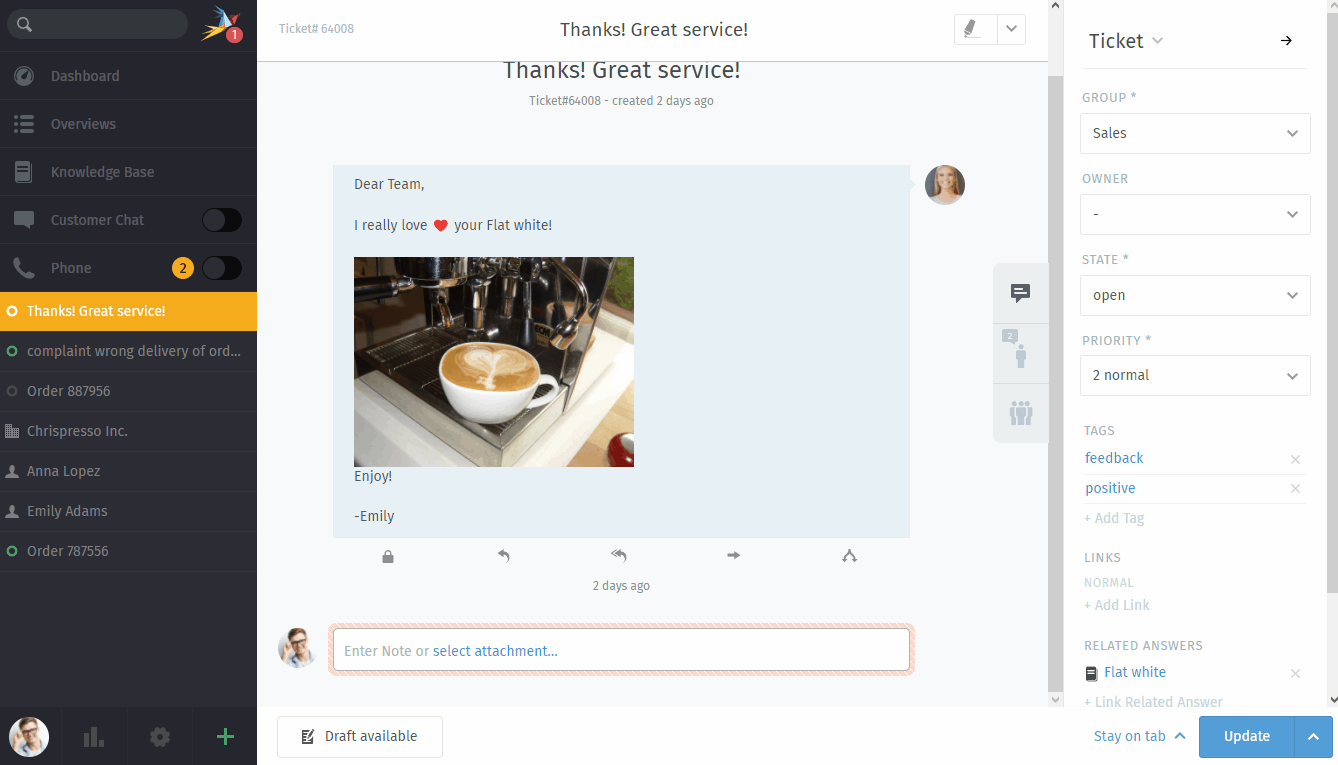 1
Dashboard
Overviews
Knowledge Base
Customer Chat
Phone
2
Thanks! Great service!
complaint wrong delivery of ord...
Order 887956
Chrispresso Inc.
Anna Lopez
Emily Adams
Order 787556
Ticket# 64008
Thanks! Great service!
Thanks! Great service!
Ticket#64008 - created 2 days ago
Dear Team,
I really love ❤ your Flat white!
ECM
Enjoy!
-Emily
2 days ago
Enter Note or select attachment...
2
Draft available
Ticket
GROUP *
Sales
OWNER
-
STATE *
open
PRIORITY *
2 normal
TAGS
feedback
positive
+ Add Tag
LINKS
NORMAL
+ Add Link
RELATED ANSWERS
Flat white
+ Link Related Answer
Stay on tab
Update